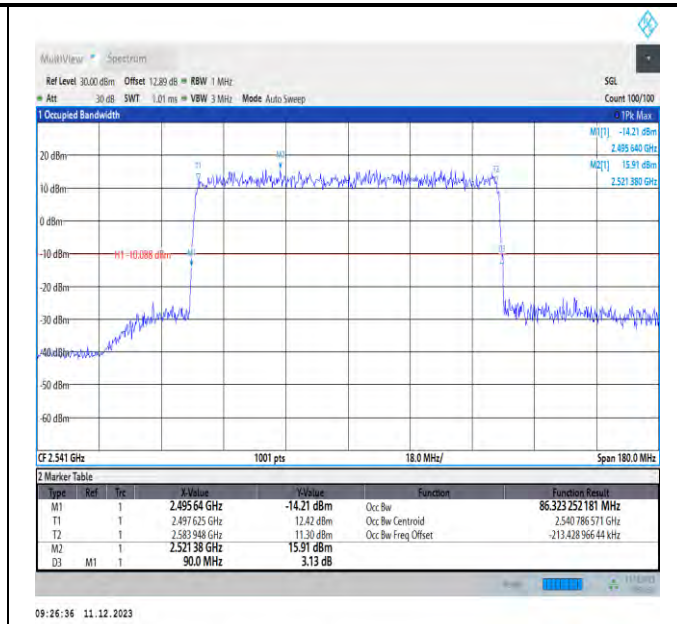 MultiView Spectrum
Ref Level 30.00 dBm Offset 12.89 dB RBW 1 MHz SGL
Att 30 dB SWT 1.01 ms VBW 3 MHz Mode Auto Sweep Count 100/100
1 Occupied Bandwidth 1Pk Max
M1[1] -14.21 dBm
2.495 640 GHz
M2[1] 15.91 dBm
2.521 380 GHz
20 dBm
T1 M2 T2
10 dBm
0 dBm
-10 dBm H1 -10.088 dBm M1 D3
-20 dBm
-30 dBm
-40 dBm
-50 dBm
-60 dBm
CF 2.541 GHz 1001 pts 18.0 MHz/ Span 180.0 MHz
2 Marker Table
Type Ref Trc X-Value Y-Value Function Function Result
M1 1 2.495 64 GHz -14.21 dBm Occ Bw 86.323 252 181 MHz
T1 1 2.497 625 GHz 12.42 dBm Occ Bw Centroid 2.540 786 571 GHz
T2 1 2.583 948 GHz 11.30 dBm Occ Bw Freq Offset -213.428 966 44 kHz
M2 1 2.521 38 GHz 15.91 dBm
D3 M1 1 90.0 MHz 3.13 dB
09:26:36 11.12.2023